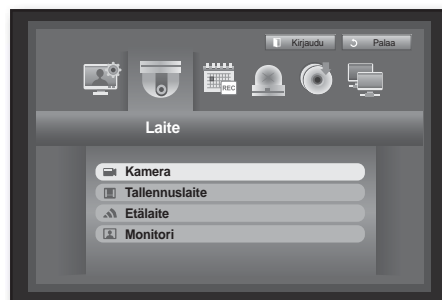 Kirjaudu
Palaa
REC
Laite
Kamera
Tallennuslaite
Etälaite
Monitori